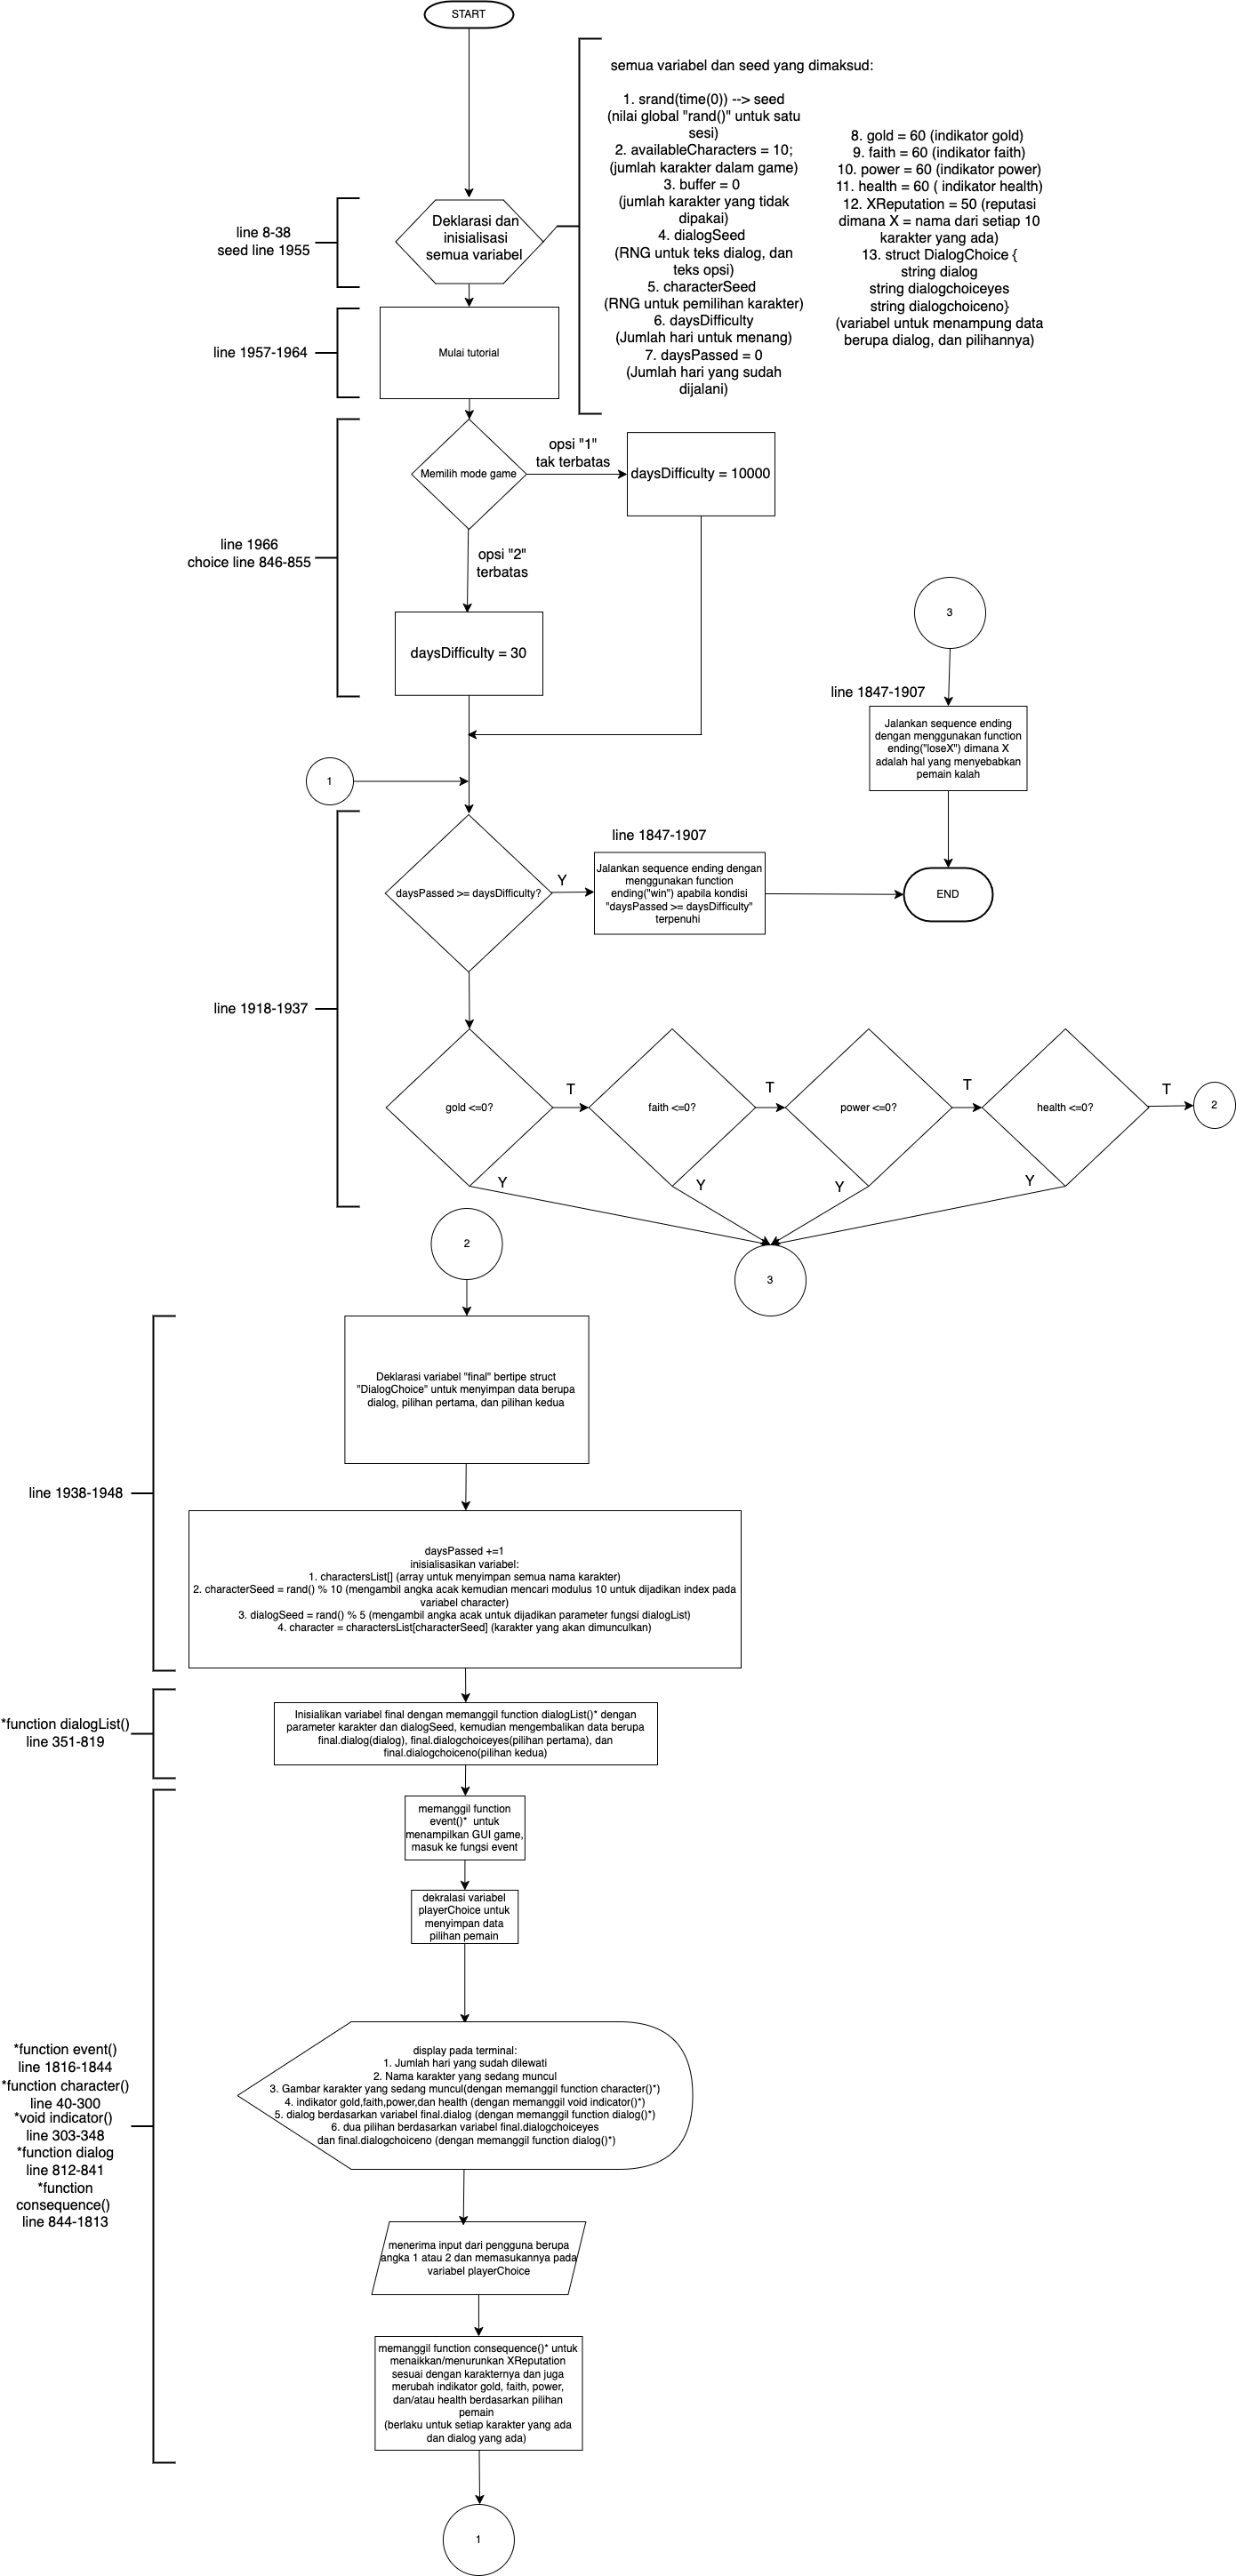 START
semua variabel dan seed yang dimaksud:
1. srand(time(0)) --> seed
(nilai global "rand()" untuk satu
sesi)
2. availableCharacters = 10;
(jumlah karakter dalam game)
3. buffer = 0
(jumlah karakter yang tidak
dipakai)
4. dialogSeed
(RNG untuk teks dialog, dan
teks opsi)
5. characterSeed
(RNG untuk pemilihan karakter)
6. daysDifficulty
(Jumlah hari untuk menang)
7. daysPassed = 0
(Jumlah hari yang sudah
dijalani)
8. gold = 60 (indikator gold)
9. faith = 60 (indikator faith)
10. power = 60 (indikator power)
11. health = 60 ( indikator health)
12. XReputation = 50 (reputasi
dimana X = nama dari setiap 10
karakter yang ada)
13. struct DialogChoice {
string dialog
string dialogchoiceyes
string dialogchoiceno}
(variabel untuk menampung data
berupa dialog, dan pilihannya)
line 8-38
seed line 1955
Deklarasi dan
inisialisasi
semua variabel
line 1957-1964
Mulai tutorial
line 1966
choice line 846-855
Memilih mode game
opsi "1"
tak terbatas
daysDifficulty = 10000
opsi "2"
terbatas
daysDifficulty = 30
3
line 1847-1907
Jalankan sequence ending
dengan menggunakan function
ending("loseX") dimana X
adalah hal yang menyebabkan
pemain kalah
1
line 1918-1937
daysPassed >= daysDifficulty?
Y
line 1847-1907
Jalankan sequence ending dengan
menggunakan function
ending("win") apabila kondisi
"daysPassed >= daysDifficulty"
terpenuhi
END
gold <=0?
T
faith <=0?
T
power <=0?
T
health <=0?
T
2
Y
Y
Y
Y
3
2
line 1938-1948
Deklarasi variabel "final" bertipe struct
"DialogChoice" untuk menyimpan data berupa
dialog, pilihan pertama, dan pilihan kedua
daysPassed +=1
inisialisasikan variabel:
1. charactersList[] (array untuk menyimpan semua nama karakter)
2. characterSeed = rand() % 10 (mengambil angka acak kemudian mencari modulus 10 untuk dijadikan index pada
variabel character)
3. dialogSeed = rand() % 5 (mengambil angka acak untuk dijadikan parameter fungsi dialogList)
4. character = charactersList[characterSeed] (karakter yang akan dimunculkan)
*function dialogList()
line 351-819
Inisialikan variabel final dengan memanggil function dialogList()* dengan
parameter karakter dan dialogSeed, kemudian mengembalikan data berupa
final.dialog(dialog), final.dialogchoiceyes(pilihan pertama), dan
final.dialogchoiceno(pilihan kedua)
memanggil function
event()*  untuk
menampilkan GUI game,
masuk ke fungsi event
dekralasi variabel
playerChoice untuk
menyimpan data
pilihan pemain
*function event()
line 1816-1844
*function character()
line 40-300
*void indicator()
line 303-348
*function dialog
line 812-841
*function
consequence()
line 844-1813
display pada terminal:
1. Jumlah hari yang sudah dilewati
2. Nama karakter yang sedang muncul
3. Gambar karakter yang sedang muncul(dengan memanggil function character()*)
4. indikator gold,faith,power,dan health (dengan memanggil void indicator()*)
5. dialog berdasarkan variabel final.dialog (dengan memanggil function dialog()*)
6. dua pilihan berdasarkan variabel final.dialogchoiceyes
dan final.dialogchoiceno (dengan memanggil function dialog()*)
menerima input dari pengguna berupa
angka 1 atau 2 dan memasukannya pada
variabel playerChoice
memanggil function consequence()* untuk
menaikkan/menurunkan XReputation
sesuai dengan karakternya dan juga
merubah indikator gold, faith, power,
dan/atau health berdasarkan pilihan
pemain
(berlaku untuk setiap karakter yang ada
dan dialog yang ada)
1